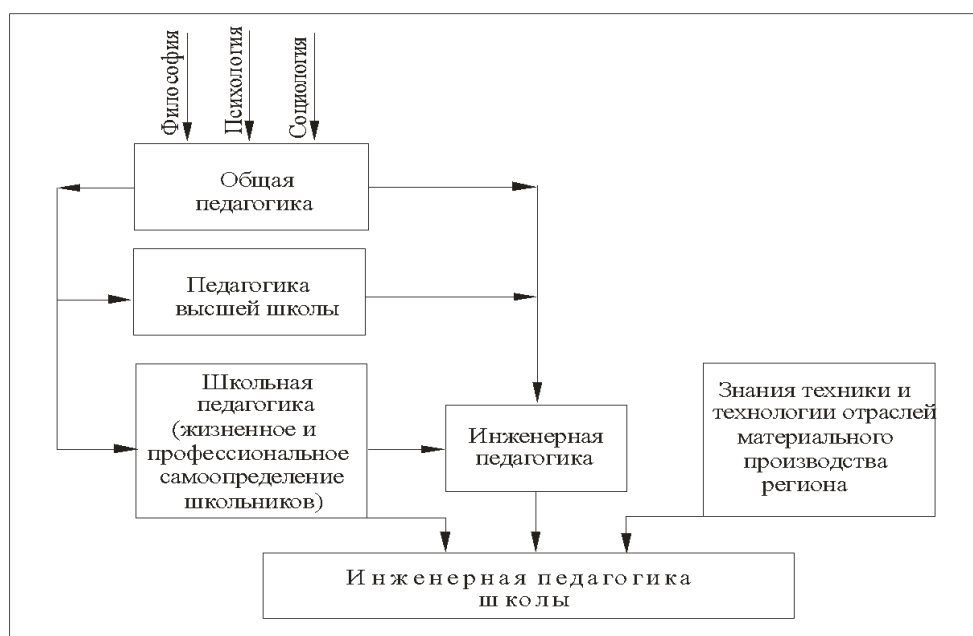 Философия
Психология
Социология
Общая
педагогика
Педагогика
высшей школы
Школьная
педагогика
(жизненное и
профессиональное
самоопределение
школьников)
Инженерная
педагогика
Знания техники и
технологии отраслей
материального
производства
региона
Инженерная педагогика
школы